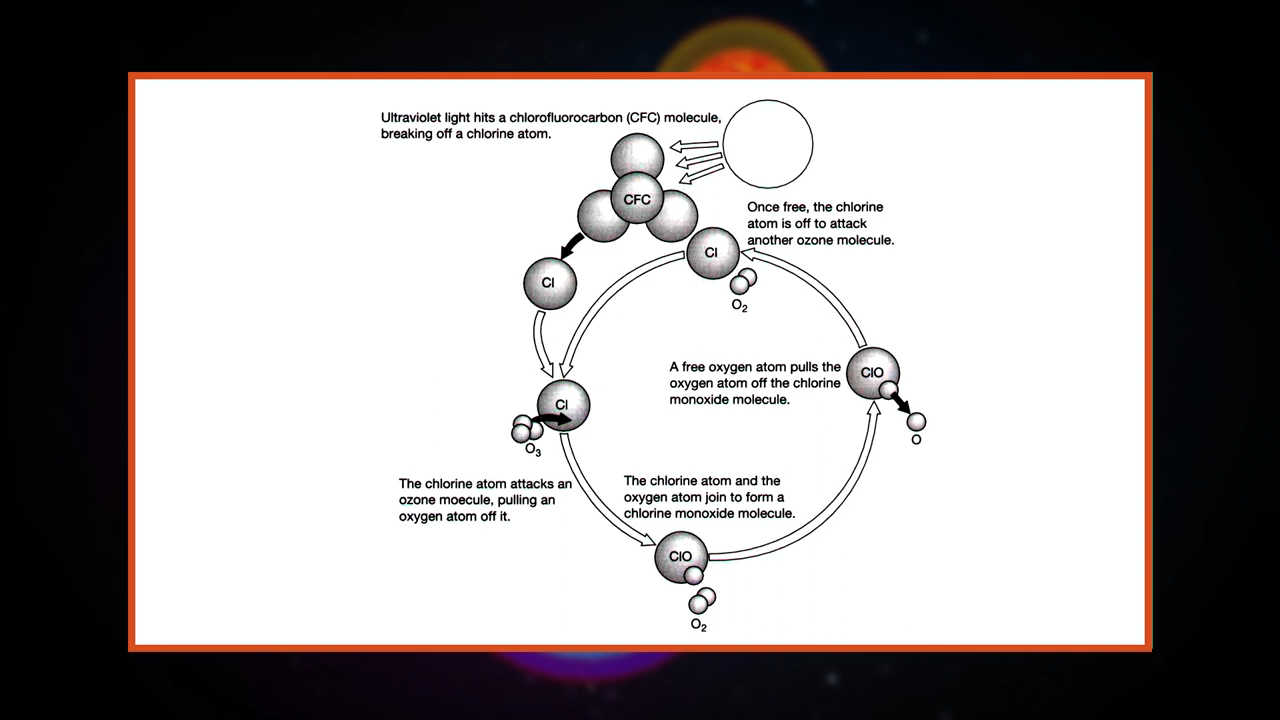 Ultraviolet light hits a chlorofluorocarbon (CFC) molecule,
breaking off a chlorine atom.
CFC
Once free, the chlorine
atom is off to attack
another ozone molecule.
Cl
O₂
Cl
A free oxygen atom pulls the
oxygen atom off the chlorine
monoxide molecule.
ClO
O
Cl
O₃
The chlorine atom attacks an
ozone moecule, pulling an
oxygen atom off it.
The chlorine atom and the
oxygen atom join to form a
chlorine monoxide molecule.
ClO
O₂